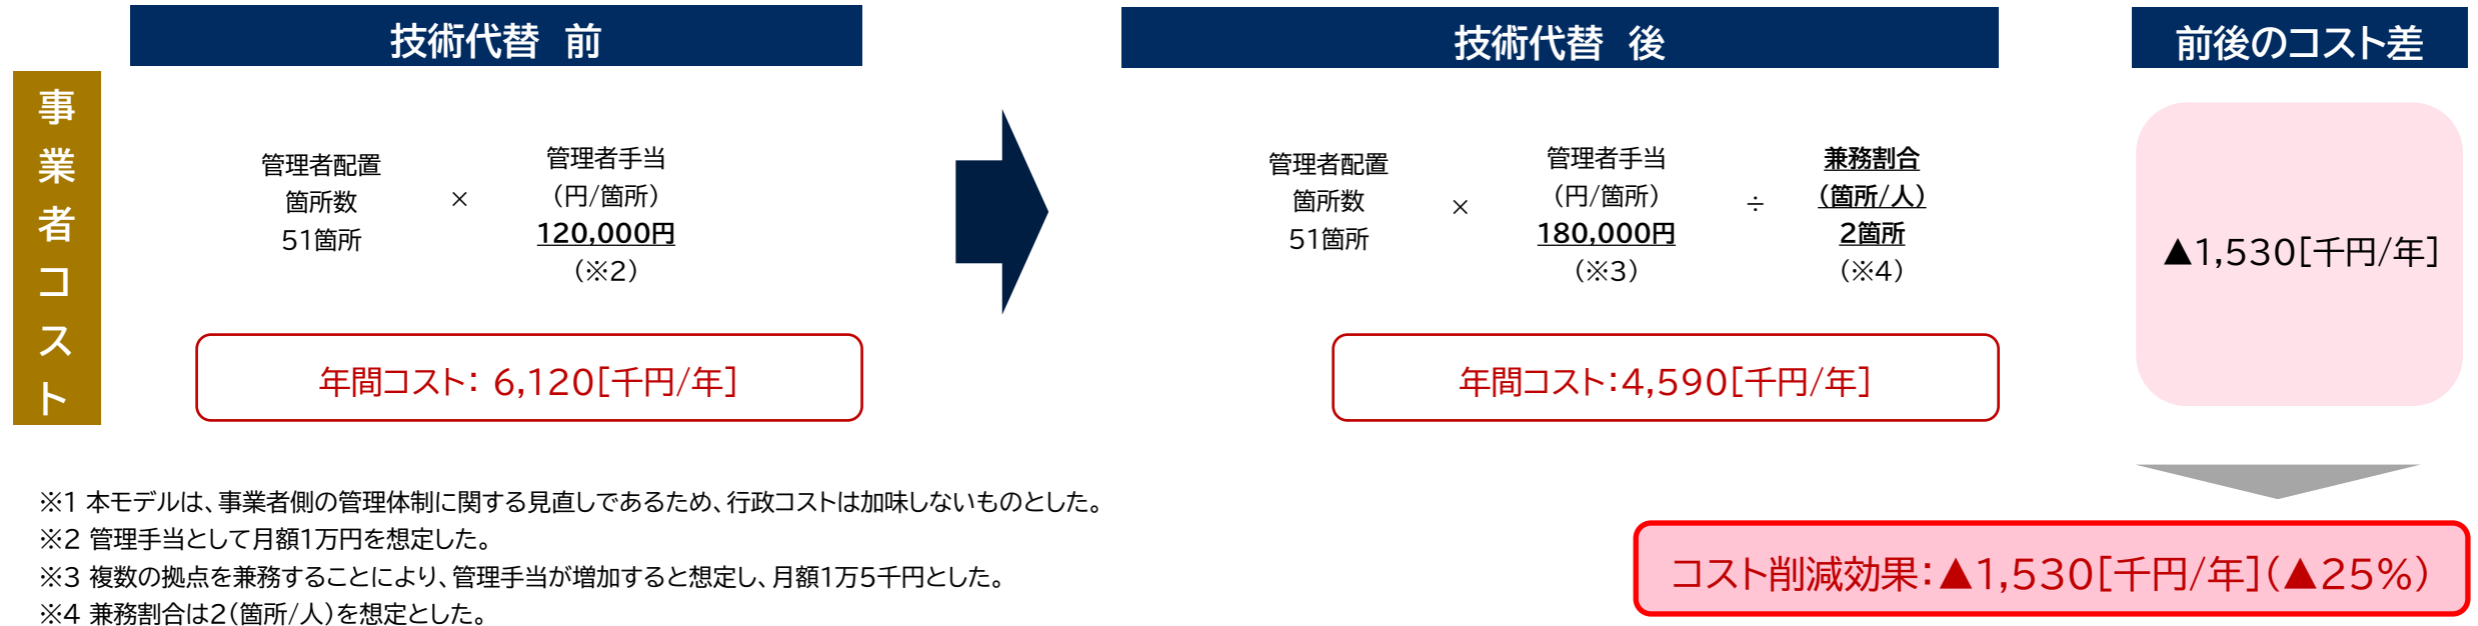 技術代替 前
技術代替 後
前後のコスト差
事業者コスト
管理者配置
箇所数
51箇所
×
管理者手当
(円/箇所)
120,000円
(※2)
管理者配置
箇所数
51箇所
×
管理者手当
(円/箇所)
180,000円
(※3)
÷
兼務割合
(箇所/人)
2箇所
(※4)
▲1,530[千円/年]
年間コスト: 6,120[千円/年]
年間コスト:4,590[千円/年]
※1 本モデルは、事業者側の管理体制に関する見直しであるため、行政コストは加味しないものとした。
※2 管理手当として月額1万円を想定した。
※3 複数の拠点を兼務することにより、管理手当が増加すると想定し、月額1万5千円とした。
※4 兼務割合は2(箇所/人)を想定とした。
コスト削減効果:▲1,530[千円/年](▲25%)